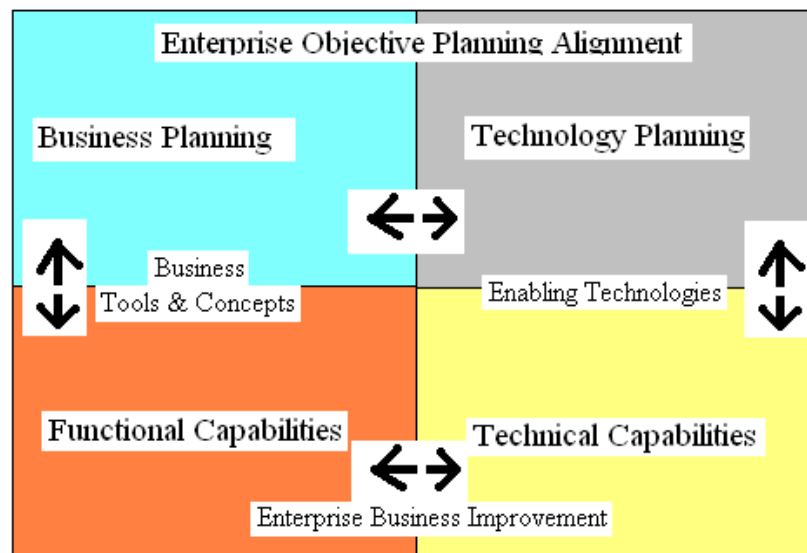 Enterprise Objective Planning Alignment
Business Planning
Technology Planning
Business
Tools & Concepts
Enabling Technologies
Functional Capabilities
Technical Capabilities
Enterprise Business Improvement